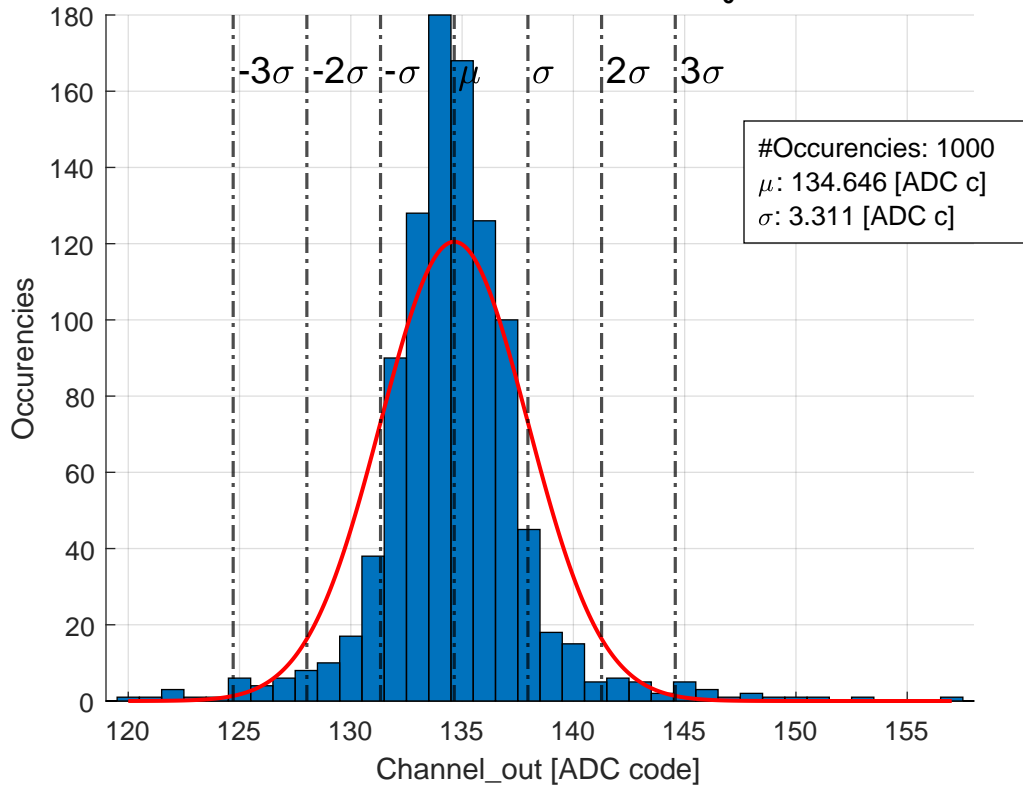 180
160
140
120
100
80
60
40
20
0
-3σ
-2σ
-σ
μ
σ
2σ
3σ
#Occurencies: 1000
μ: 134.646 [ADC c]
σ: 3.311 [ADC c]
Occurencies
120
125
130
135
140
145
150
155
Channel_out [ADC code]